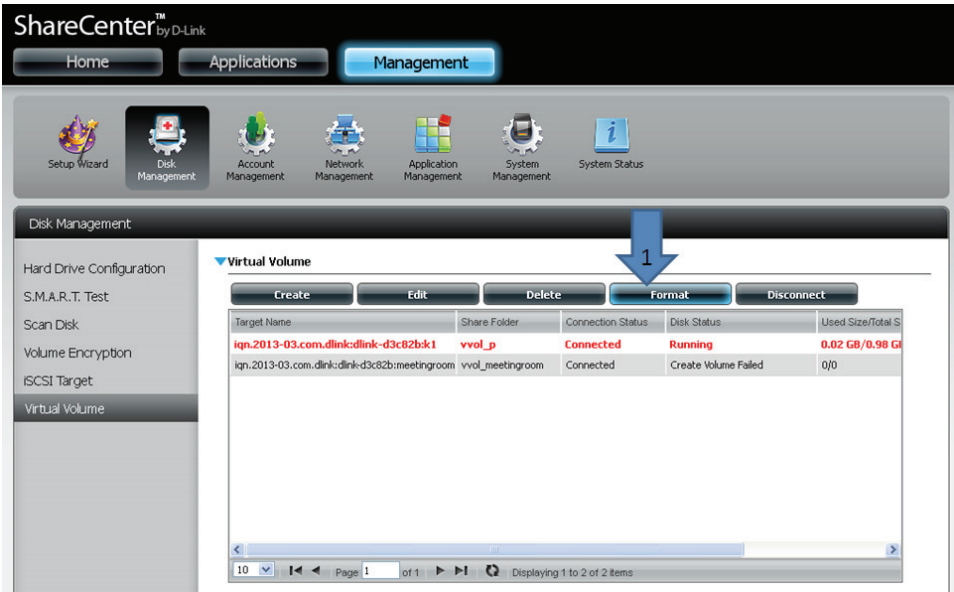 ShareCenter™ by D-Link
Home Applications Management
Setup Wizard Disk Management Account Management Network Management Application Management System Management System Status
Disk Management
Hard Drive Configuration
S.M.A.R.T. Test
Scan Disk
Volume Encryption
iSCSI Target
Virtual Volume
Virtual Volume
1
Create Edit Delete Format Disconnect
Target Name Share Folder Connection Status Disk Status Used Size/Total S
iqn.2013-03.com.dlink:dlink-d3c82b:k1 vvol_p Connected Running 0.02 GB/0.98 G
iqn.2013-03.com.dlink:dlink-d3c82b:meetingroom vvol_meetingroom Connected Create Volume Failed 0/0
10 Page 1 of 1 Displaying 1 to 2 of 2 items